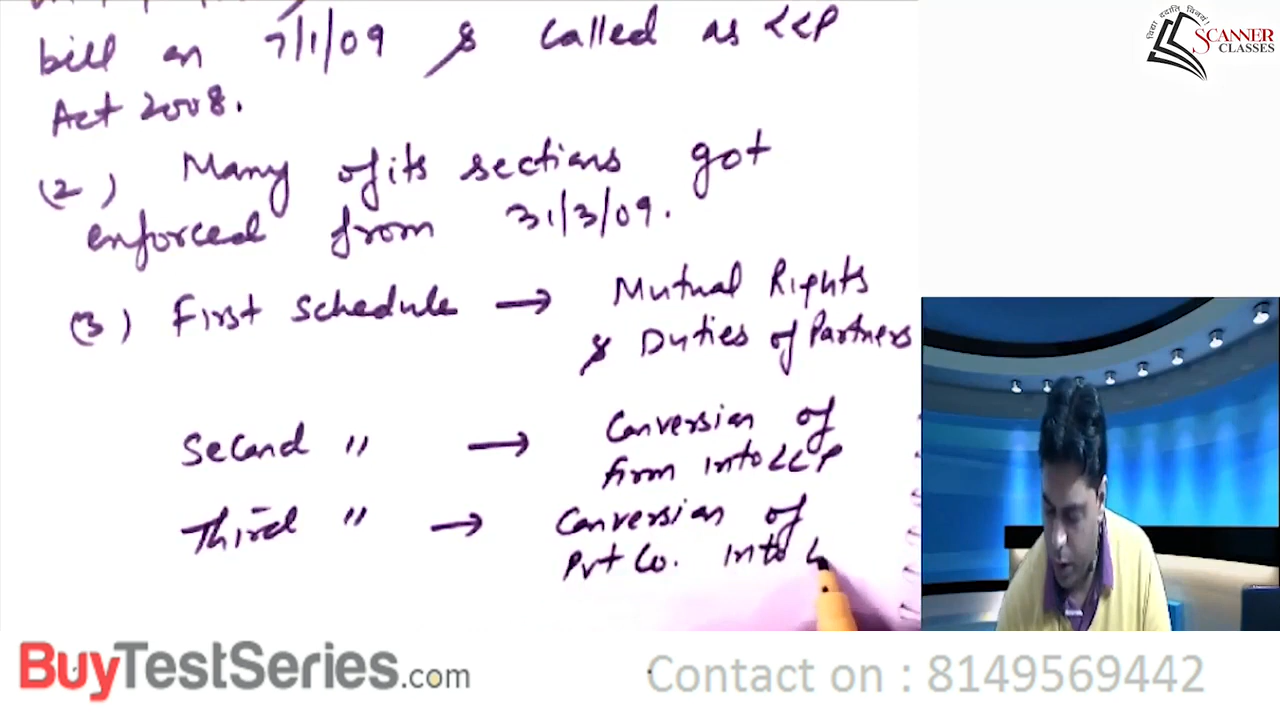 bill on 7/1/09 & called as LLP
Act 2008.
(2) Many of its sections got
enforced from 31/3/09.
(3) First schedule → Mutual Rights
& Duties of Partners
Second " → Conversion of
firm into LLP
Third " → Conversion of
Pvt Co. into L
विद्या ददाति विनयं।
SCANNER
CLASSES
BuyTestSeries.com
Contact on : 8149569442